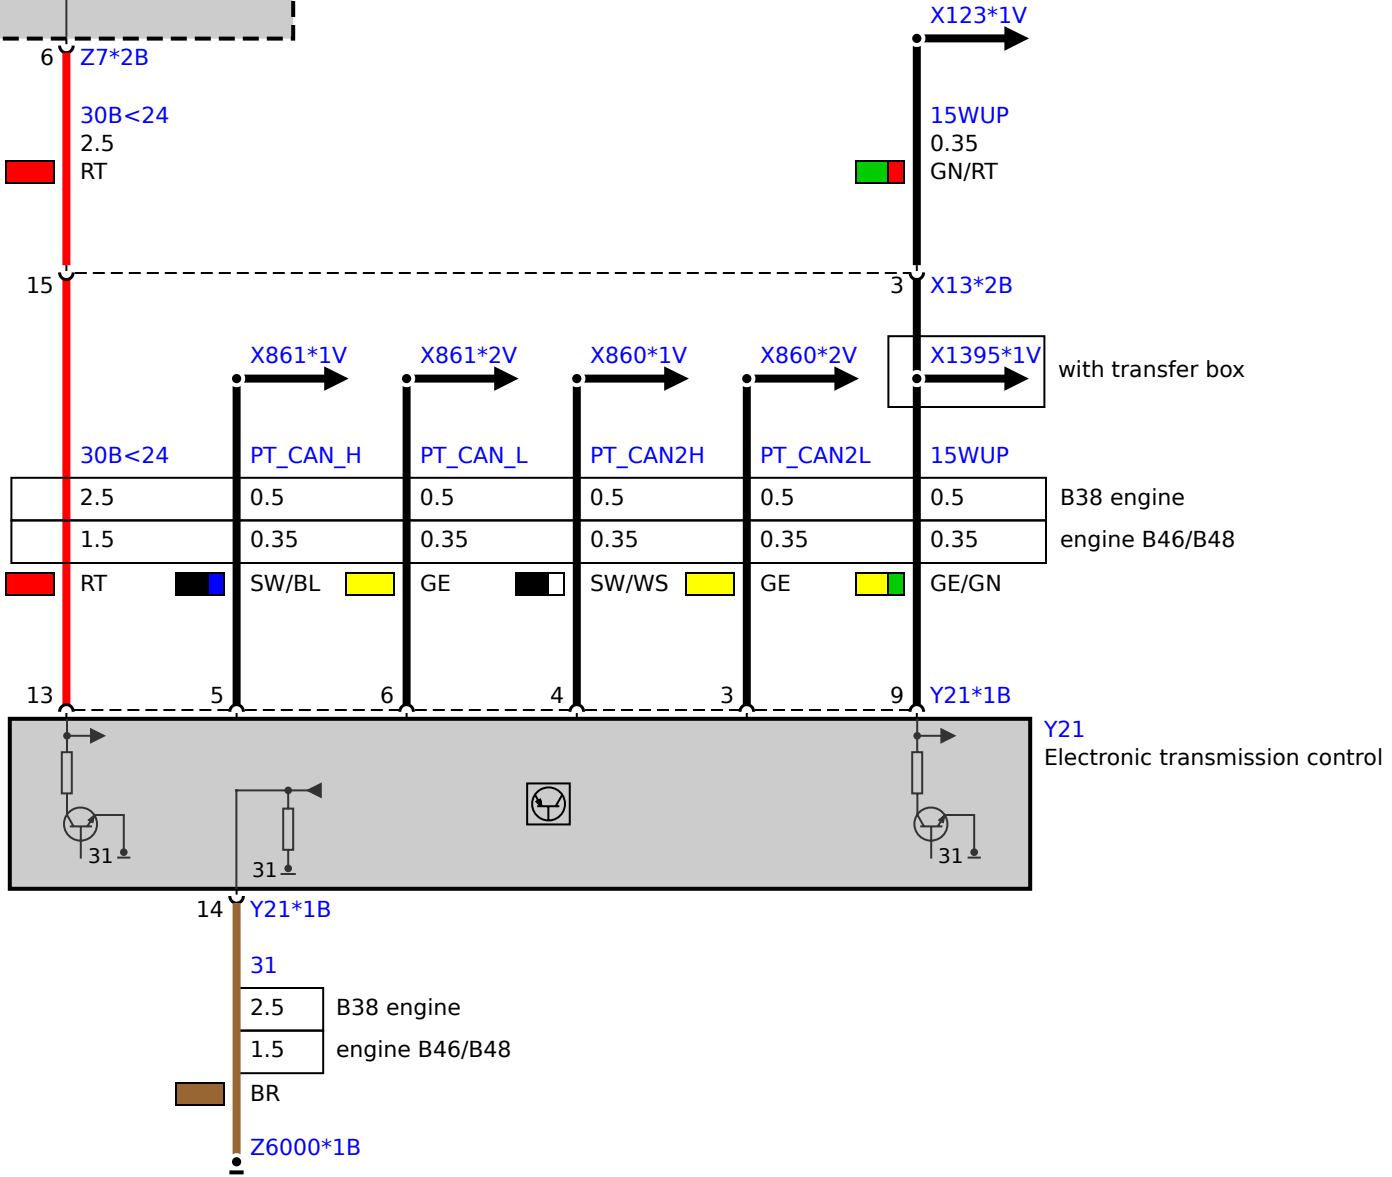 X123*1V
6 Z7*2B
30B<24 15WUP
2.5 0.35
RT GN/RT
15 3 X13*2B
X861*1V X861*2V X860*1V X860*2V X1395*1V with transfer box
30B<24 PT_CAN_H PT_CAN_L PT_CAN2H PT_CAN2L 15WUP
2.5 0.5 0.5 0.5 0.5 0.5 B38 engine
1.5 0.35 0.35 0.35 0.35 0.35 engine B46/B48
RT SW/BL GE SW/WS GE GE/GN
13 5 6 4 3 9 Y21*1B
Y21
Electronic transmission control
31 31
31
14 Y21*1B
31
2.5 B38 engine
1.5 engine B46/B48
BR
Z6000*1B